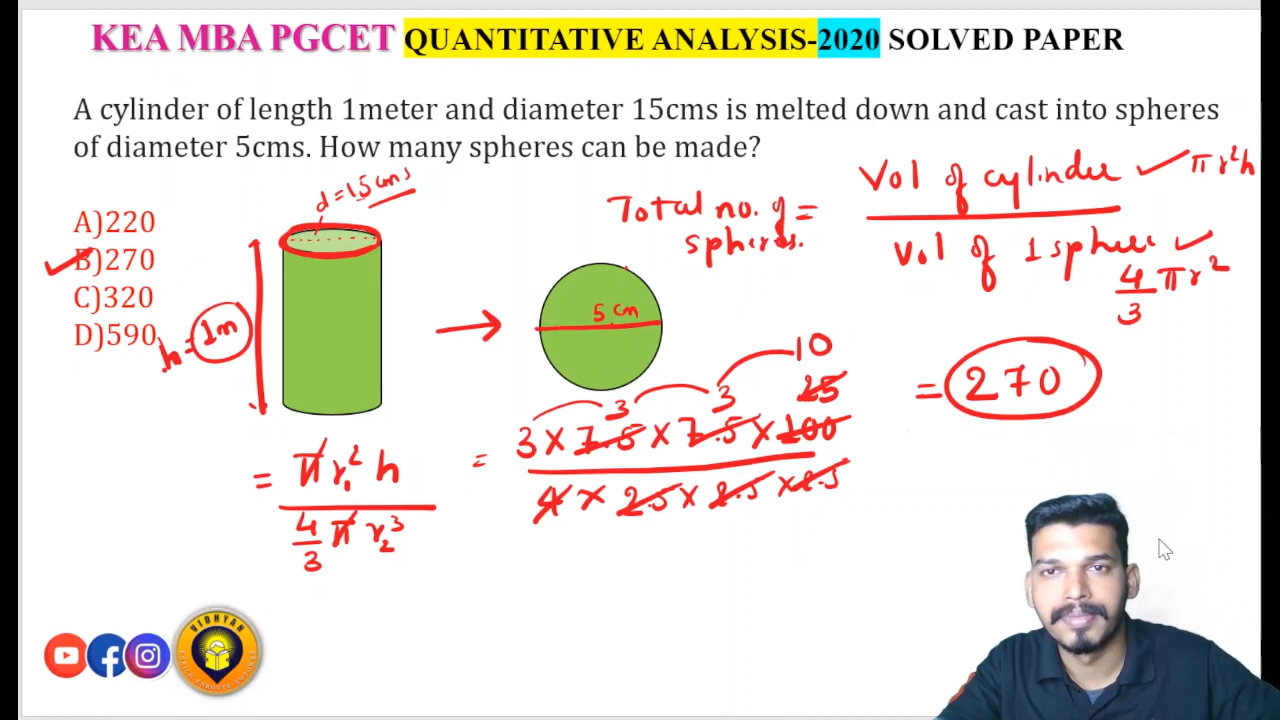 KEA MBA PGCET QUANTITATIVE ANALYSIS-2020 SOLVED PAPER
A cylinder of length 1meter and diameter 15cms is melted down and cast into spheres
of diameter 5cms. How many spheres can be made?
A)220
B)270
C)320
D)590
d = 15 cms
h = 1m
5 cm
Total no. of =
spheres.
Vol of cylinder ✓ πr²h
Vol of 1 sphere ✓
4/3 πr²
= πr₁²h
4/3 πr₂³
10
3 3 25
= 3 × 7.5 × 7.5 × 100
4 × 2.5 × 2.5 × 2.5
= 270
VIDHYAN